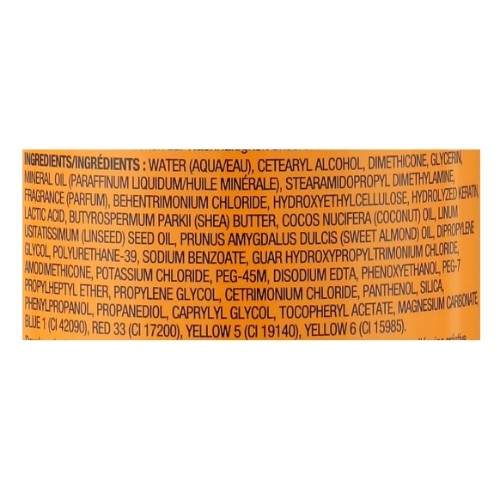 INGREDIENTS/INGRÉDIENTS : WATER (AQUA/EAU), CETEARYL ALCOHOL, DIMETHICONE, GLYCERIN,
MINERAL OIL (PARAFFINUM LIQUIDUM/HUILE MINÉRALE), STEARAMIDOPROPYL DIMETHYLAMINE,
FRAGRANCE (PARFUM), BEHENTRIMONIUM CHLORIDE, HYDROXYETHYLCELLULOSE, HYDROLYZED KERATIN,
LACTIC ACID, BUTYROSPERMUM PARKII (SHEA) BUTTER, COCOS NUCIFERA (COCONUT) OIL, LINUM
USITATISSIMUM (LINSEED) SEED OIL, PRUNUS AMYGDALUS DULCIS (SWEET ALMOND) OIL, DIPROPYLENE
GLYCOL, POLYURETHANE-39, SODIUM BENZOATE, GUAR HYDROXYPROPYLTRIMONIUM CHLORIDE,
AMODIMETHICONE, POTASSIUM CHLORIDE, PEG-45M, DISODIUM EDTA, PHENOXYETHANOL, PEG-7
PROPYLHEPTYL ETHER, PROPYLENE GLYCOL, CETRIMONIUM CHLORIDE, PANTHENOL, SILICA,
PHENYLPROPANOL, PROPANEDIOL, CAPRYLYL GLYCOL, TOCOPHERYL ACETATE, MAGNESIUM CARBONATE,
BLUE 1 (CI 42090), RED 33 (CI 17200), YELLOW 5 (CI 19140), YELLOW 6 (CI 15985).